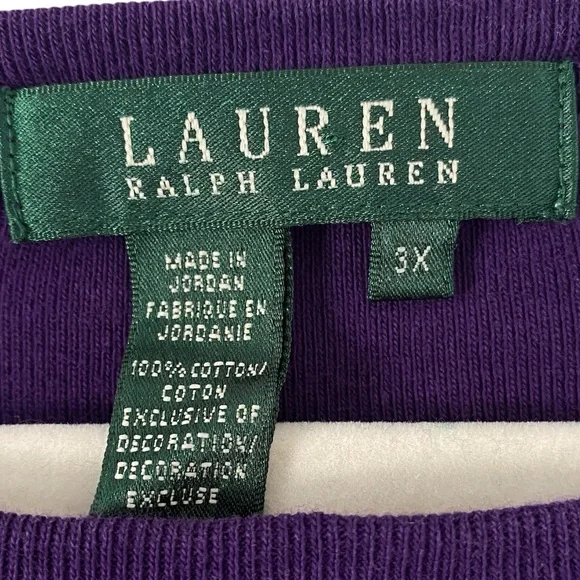 LAUREN
RALPH LAUREN
3X
MADE IN
JORDAN
FABRIQUE EN
JORDANIE
100% COTTON/
COTON
EXCLUSIVE OF
DECORATION/
DECORATION
EXCLUSE